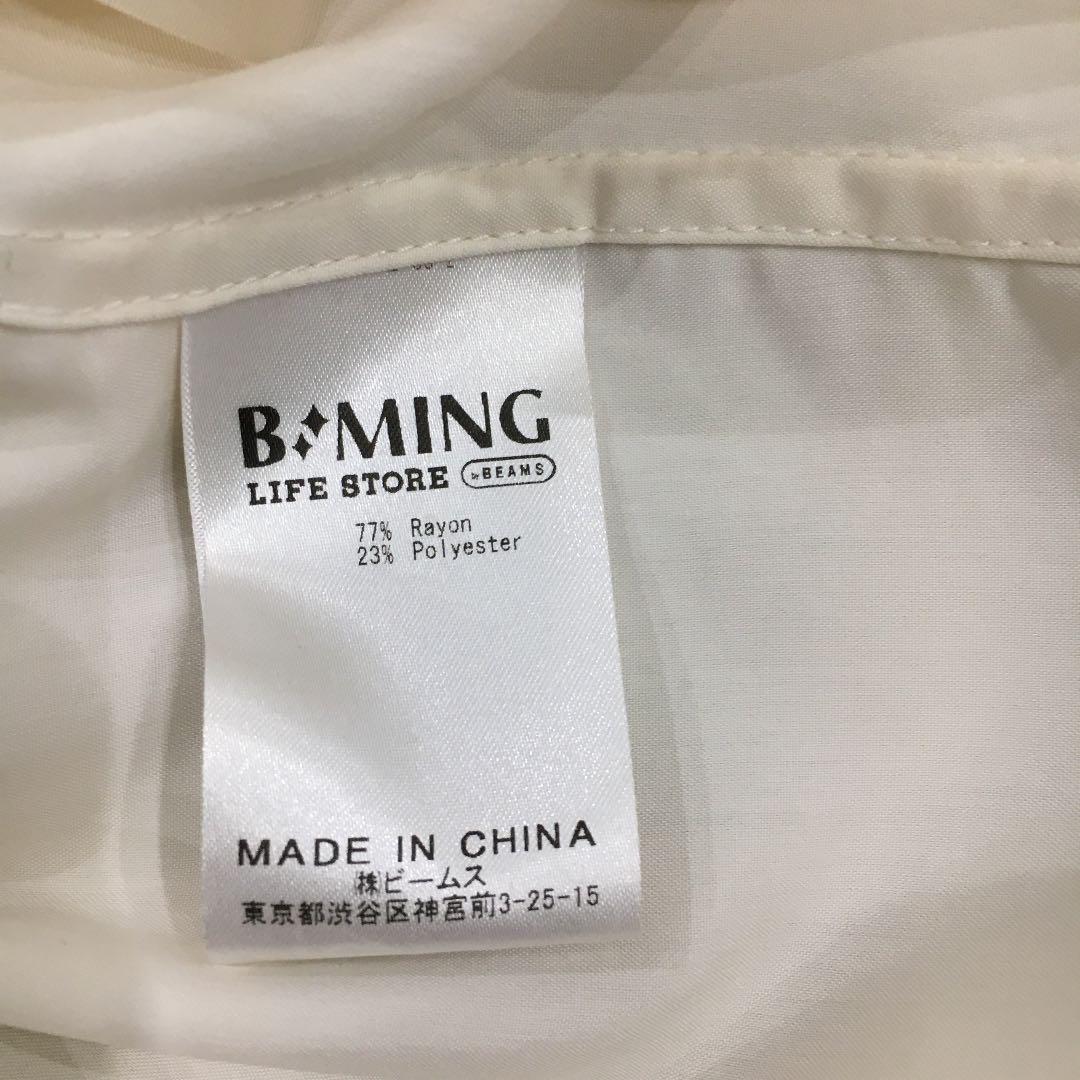 B MING
LIFE STORE by BEAMS
77% Rayon
23% Polyester
MADE IN CHINA
㈱ビームス
東京都渋谷区神宮前3-25-15